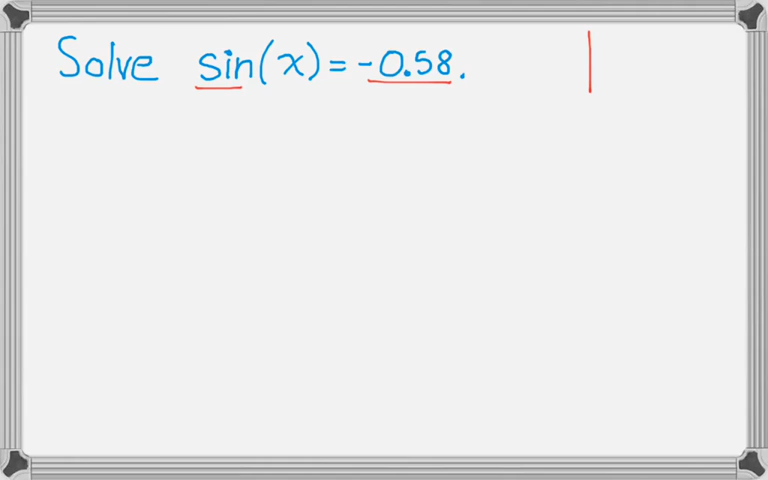 Solve sin(x) = -0.58.